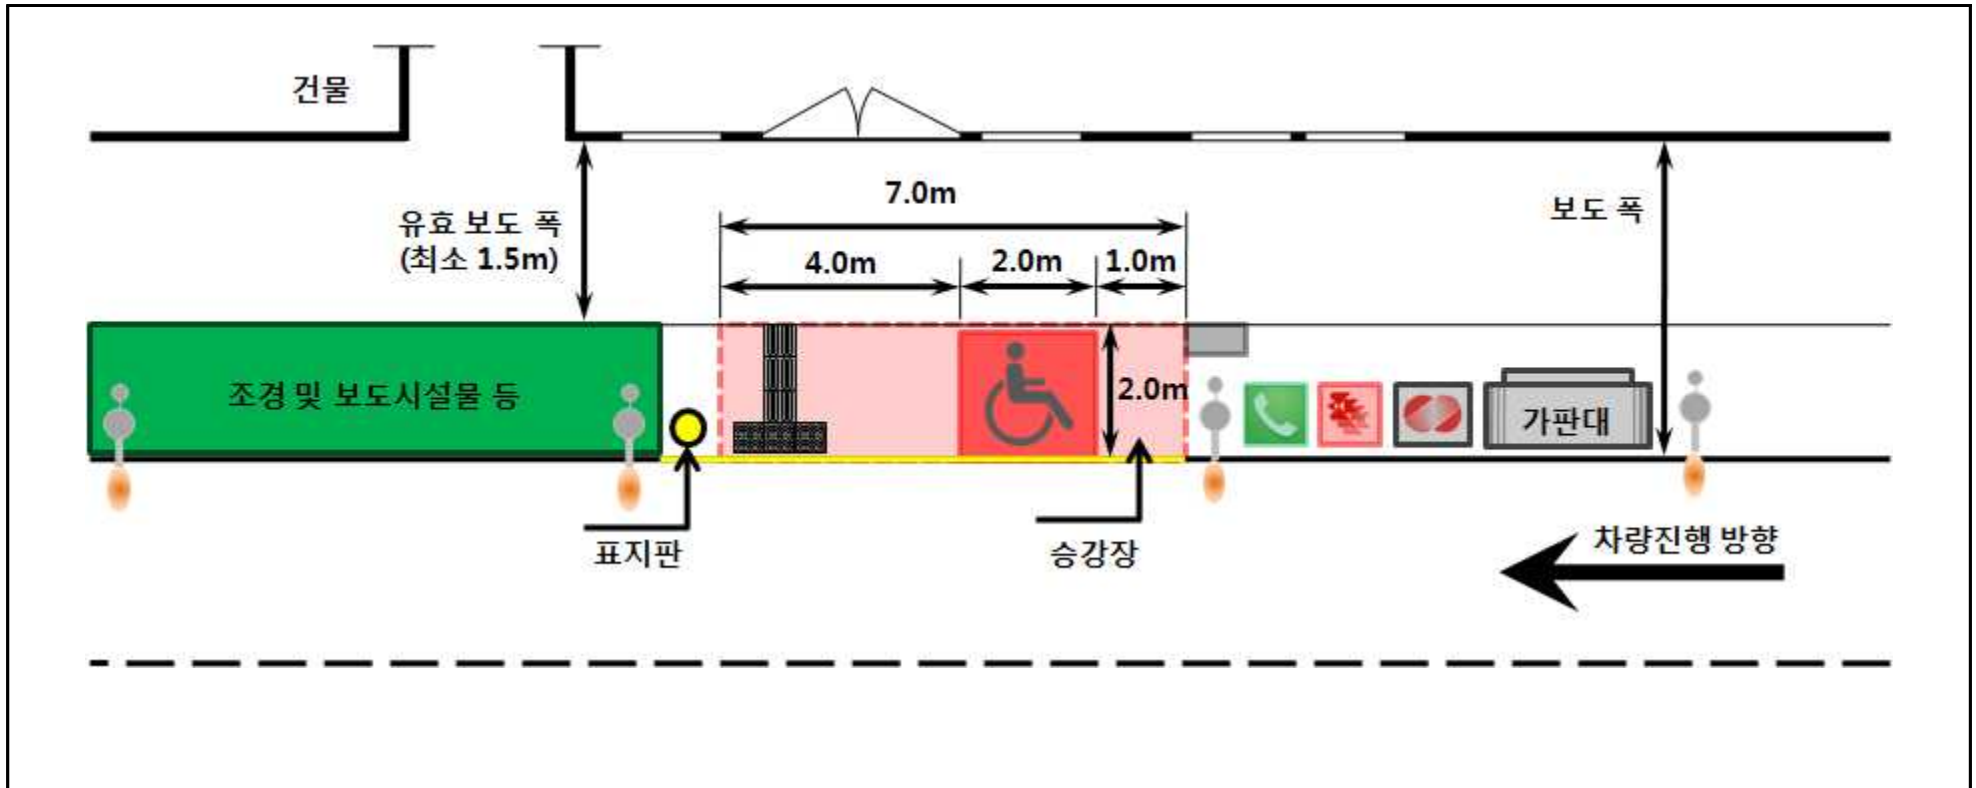 건물
7.0m
유효 보도 폭
(최소 1.5m)
보도 폭
4.0m
2.0m
1.0m
조경 및 보도시설물 등
2.0m
가판대
표지판
승강장
차량진행 방향